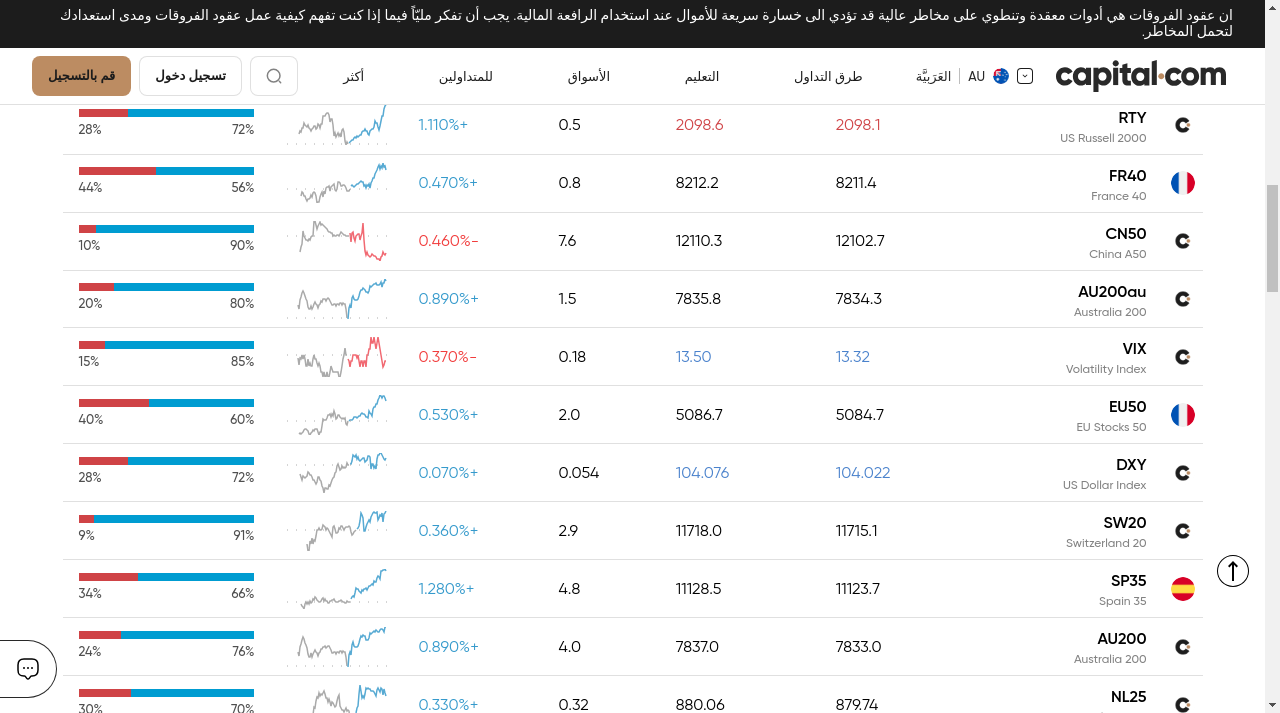 ان عقود الفروقات هي أدوات معقدة وتنطوي على مخاطر عالية قد تؤدي الى خسارة سريعة للأموال عند استخدام الرافعة المالية. يجب أن تفكر مليّاً فيما إذا كنت تفهم كيفية عمل عقود الفروقات ومدى استعدادك
لتحمل المخاطر.
capital.com AU العَرَبيَّة طرق التداول التعليم الأسواق للمتداولين أكثر تسجيل دخول قم بالتسجيل
RTY 2098.1 2098.6 0.5 1.110%+
US Russell 2000 72% 28%
FR40 8211.4 8212.2 0.8 0.470%+
France 40 56% 44%
CN50 12102.7 12110.3 7.6 0.460%-
China A50 90% 10%
AU200au 7834.3 7835.8 1.5 0.890%+
Australia 200 80% 20%
VIX 13.32 13.50 0.18 0.370%-
Volatility Index 85% 15%
EU50 5084.7 5086.7 2.0 0.530%+
EU Stocks 50 60% 40%
DXY 104.022 104.076 0.054 0.070%+
US Dollar Index 72% 28%
SW20 11715.1 11718.0 2.9 0.360%+
Switzerland 20 91% 9%
SP35 11123.7 11128.5 4.8 1.280%+
Spain 35 66% 34%
AU200 7833.0 7837.0 4.0 0.890%+
Australia 200 76% 24%
NL25 879.74 880.06 0.32 0.330%+
70% 30%